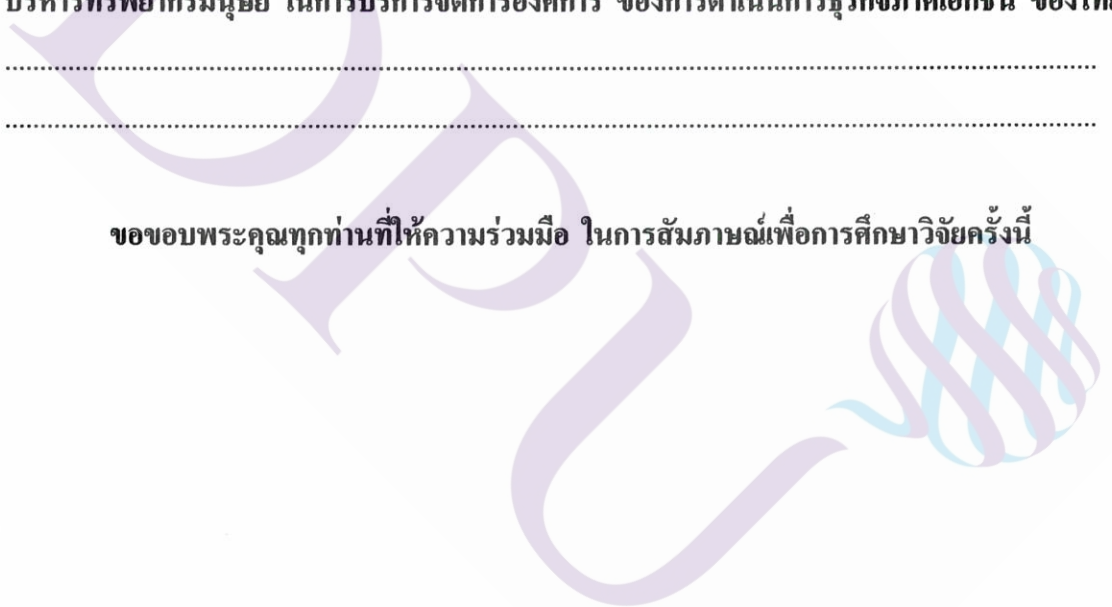 บริหารทรัพยากรมนุษย์ ในการบริการจัดการองค์การ ของการดำเนินการธุรกิจภาคเอกชน ของไทย
....................................................................................................
....................................................................................................
ขอขอบพระคุณทุกท่านที่ให้ความร่วมมือ ในการสัมภาษณ์เพื่อการศึกษาวิจัยครั้งนี้
DPU